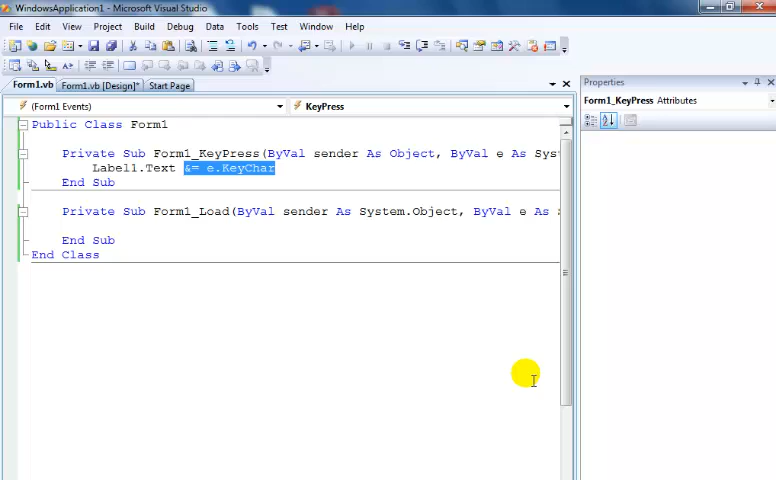 WindowsApplication1 - Microsoft Visual Studio
File Edit View Project Build Debug Data Tools Test Window Help
Form1.vb Form1.vb [Design]* Start Page
(Form1 Events) KeyPress
Public Class Form1
Private Sub Form1_KeyPress(ByVal sender As Object, ByVal e As Sys
Label1.Text &= e.KeyChar
End Sub
Private Sub Form1_Load(ByVal sender As System.Object, ByVal e As
End Sub
End Class
Properties
Form1_KeyPress Attributes